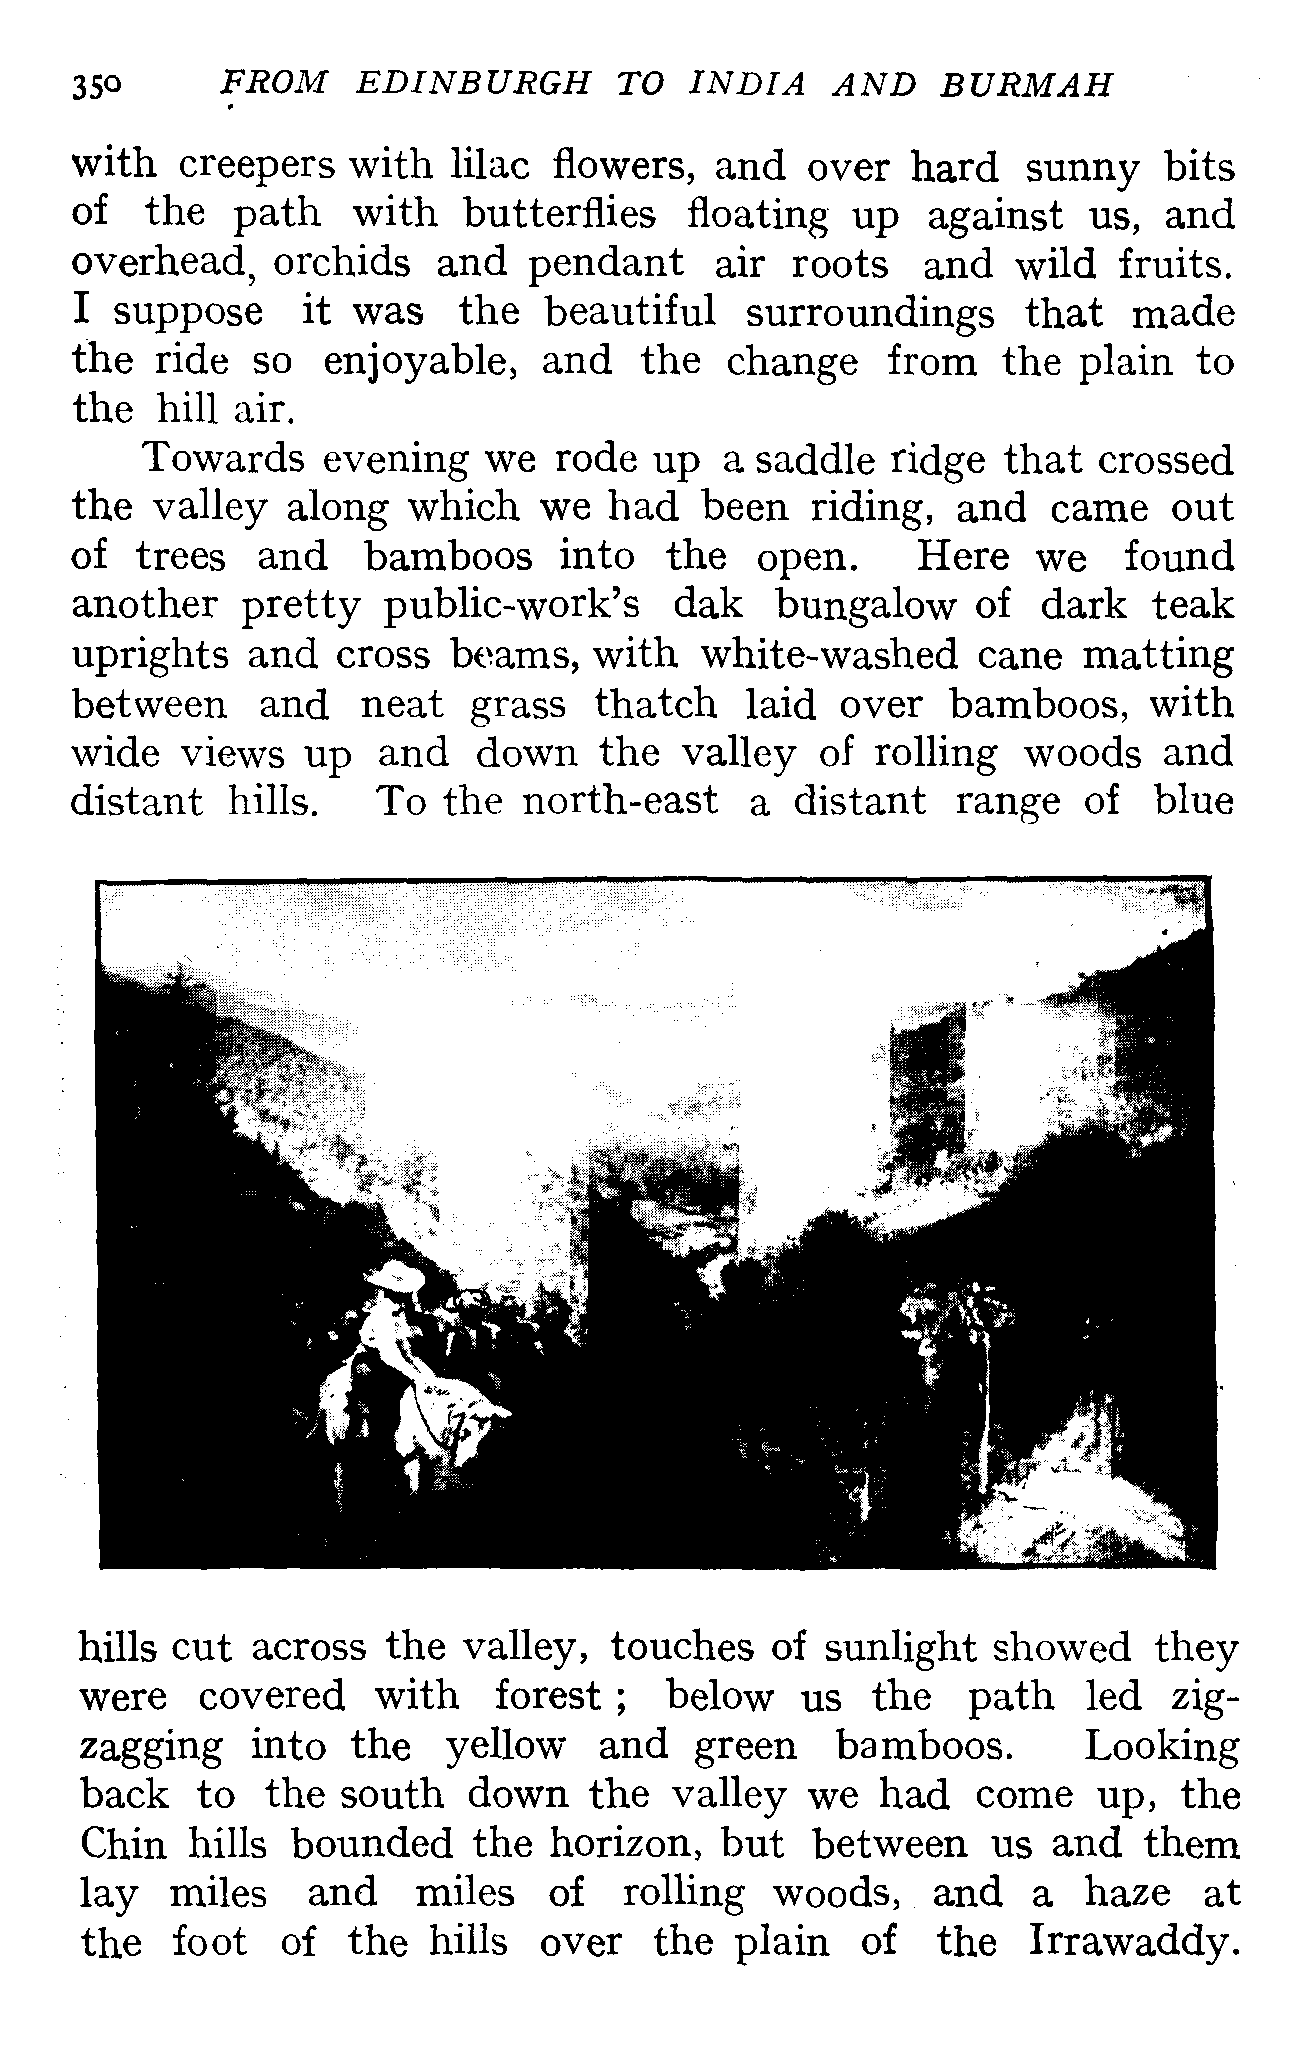 350 FROM EDINBURGH TO INDIA AND BURMAH
with creepers with lilac flowers, and over hard sunny bits
of the path with butterflies floating up against us, and
overhead, orchids and pendant air roots and wild fruits.
I suppose it was the beautiful surroundings that made
the ride so enjoyable, and the change from the plain to
the hill air.
Towards evening we rode up a saddle ridge that crossed
the valley along which we had been riding, and came out
of trees and bamboos into the open. Here we found
another pretty public-work's dak bungalow of dark teak
uprights and cross beams, with white-washed cane matting
between and neat grass thatch laid over bamboos, with
wide views up and down the valley of rolling woods and
distant hills. To the north-east a distant range of blue
hills cut across the valley, touches of sunlight showed they
were covered with forest ; below us the path led zig-
zagging into the yellow and green bamboos. Looking
back to the south down the valley we had come up, the
Chin hills bounded the horizon, but between us and them
lay miles and miles of rolling woods, and a haze at
the foot of the hills over the plain of the Irrawaddy.